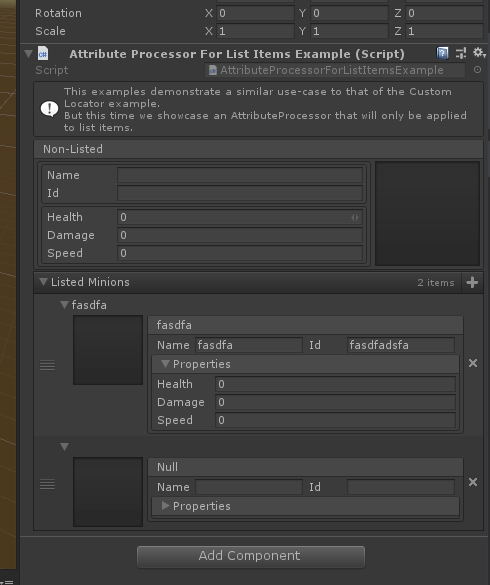 Rotation X 0 Y 0 Z 0
Scale X 1 Y 1 Z 1
Attribute Processor For List Items Example (Script)
Script AttributeProcessorForListItemsExample
This examples demonstrate a similar use-case to that of the Custom
Locator example.
But this time we showcase an AttributeProcessor that will only be applied
to list items.
Non-Listed
Name
Id
Health 0
Damage 0
Speed 0
Listed Minions 2 items
fasdfa
fasdfa
Name fasdfa Id fasdfadsfa
Properties
Health 0
Damage 0
Speed 0
Null
Name Id
Properties
Add Component